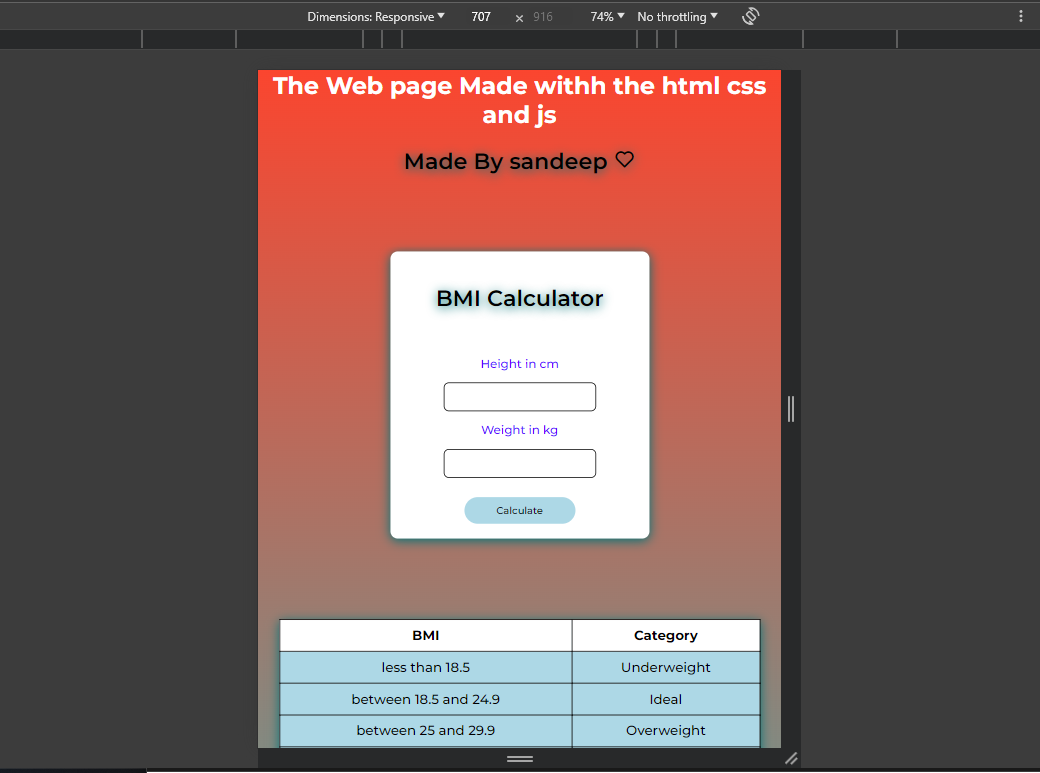 Dimensions: Responsive 707 × 916 74% No throttling
The Web page Made withh the html css
and js
Made By sandeep
BMI Calculator
Height in cm
Weight in kg
Calculate
BMI Category
less than 18.5 Underweight
between 18.5 and 24.9 Ideal
between 25 and 29.9 Overweight